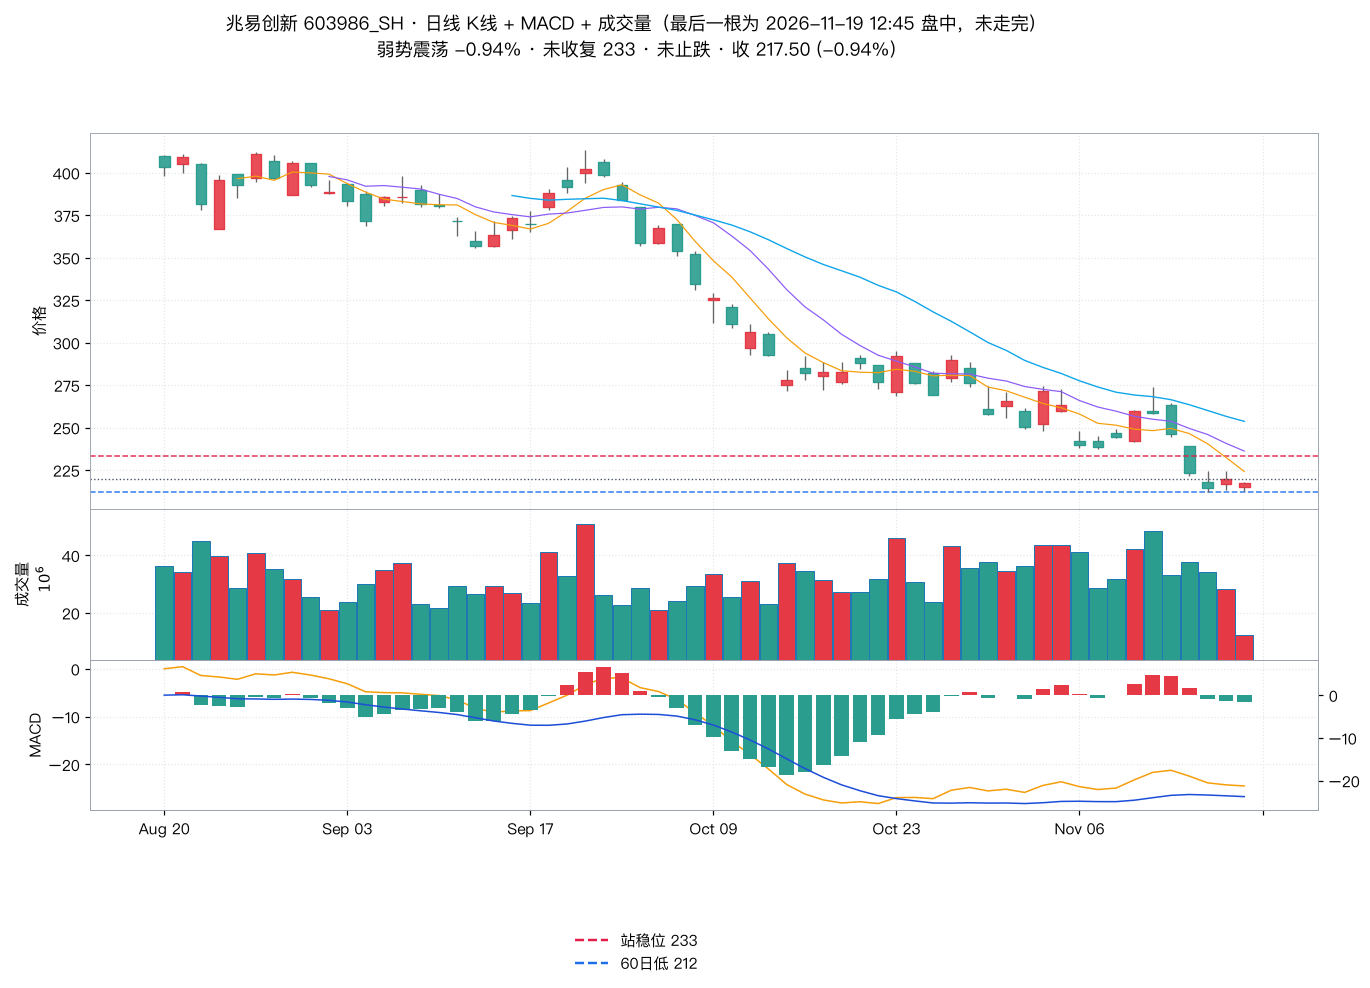 兆易创新 603986_SH · 日线 K线 + MACD + 成交量（最后一根为 2026−11−19 12:45 盘中，未走完）
弱势震荡 −0.94% · 未收复 233 · 未止跌 · 收 217.50 (−0.94%)
价格
400
375
350
325
300
275
250
225
成交量
10⁶
40
20
MACD
0
−10
−20
0
−10
−20
Aug 20
Sep 03
Sep 17
Oct 09
Oct 23
Nov 06
站稳位 233
60日低 212